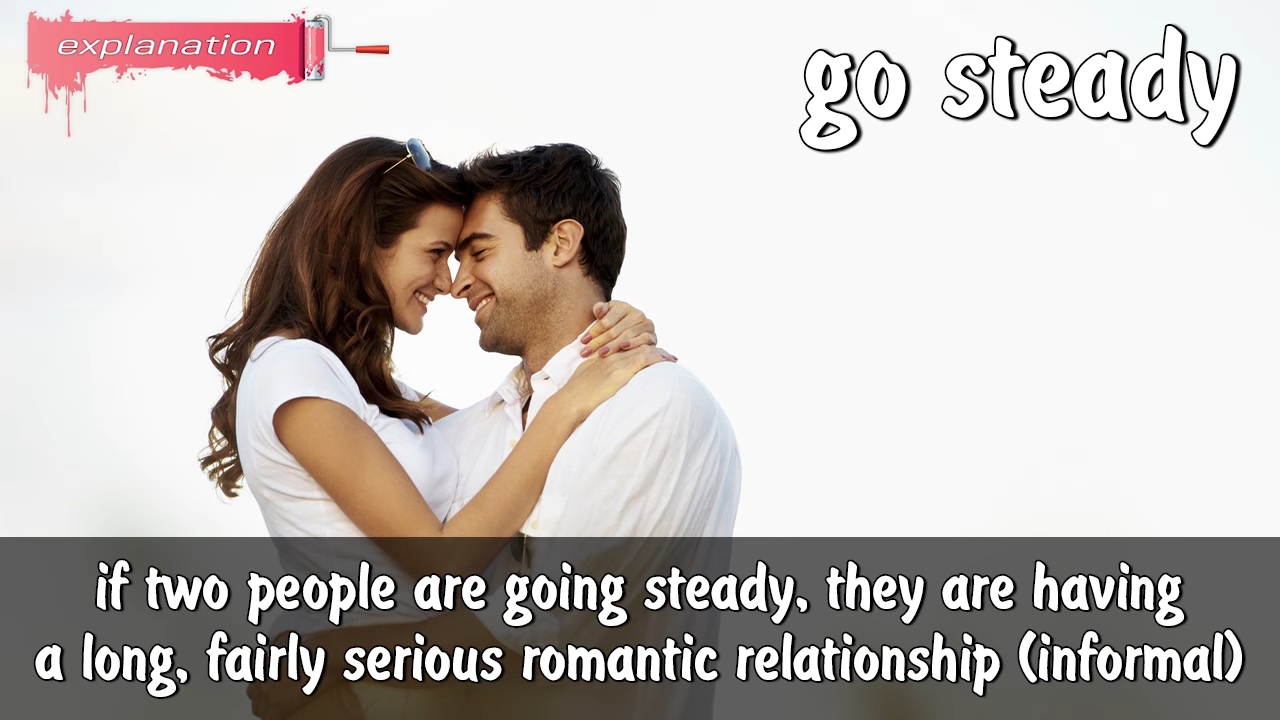 explanation
go steady
if two people are going steady, they are having
a long, fairly serious romantic relationship (informal)